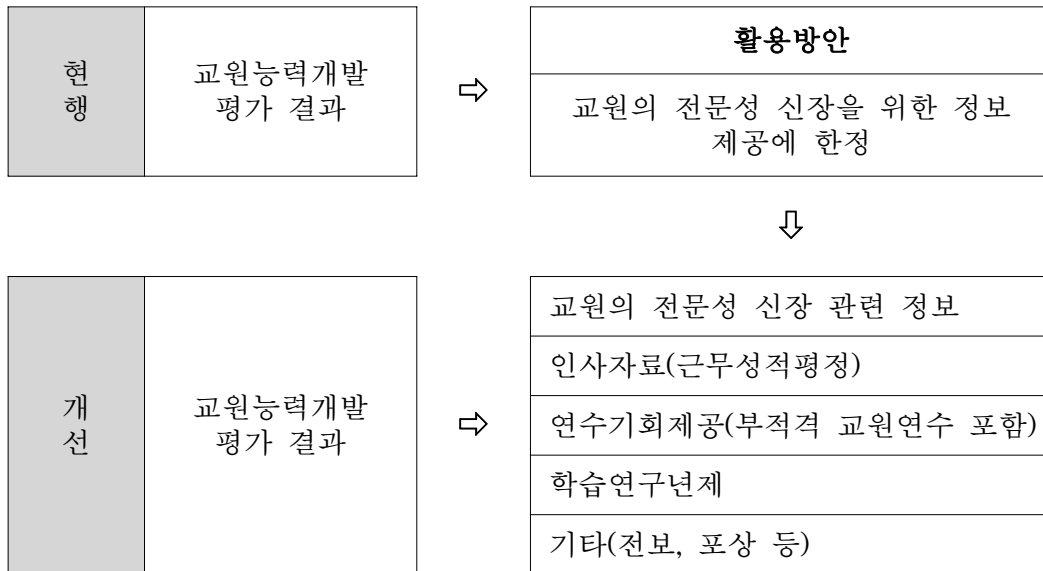 현
행
교원능력개발
평가 결과
⇨
활용방안
교원의 전문성 신장을 위한 정보
제공에 한정
⇩
개
선
교원능력개발
평가 결과
⇨
교원의 전문성 신장 관련 정보
인사자료(근무성적평정)
연수기회제공(부적격 교원연수 포함)
학습연구년제
기타(전보, 포상 등)